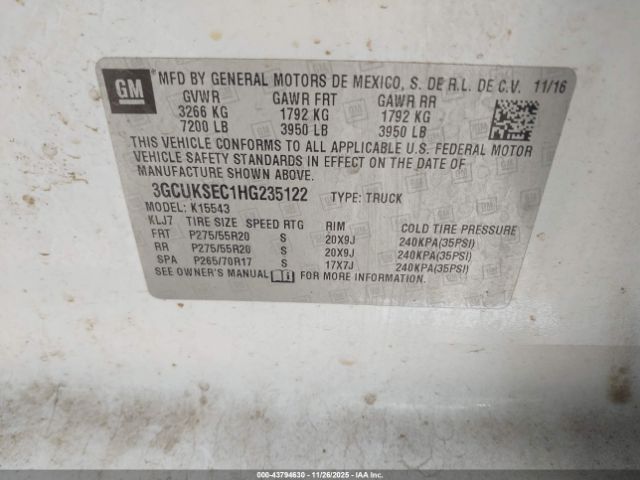 GM
MFD BY GENERAL MOTORS DE MEXICO, S. DE R.L. DE C.V. 11/16
GVWR GAWR FRT GAWR RR
3266 KG 1792 KG 1792 KG
7200 LB 3950 LB 3950 LB
THIS VEHICLE CONFORMS TO ALL APPLICABLE U.S. FEDERAL MOTOR
VEHICLE SAFETY STANDARDS IN EFFECT ON THE DATE OF
MANUFACTURE SHOWN ABOVE.
3GCUKSEC1HG235122 TYPE: TRUCK
MODEL: K15543
KLJ7 TIRE SIZE SPEED RTG RIM COLD TIRE PRESSURE
FRT P275/55R20 S 20X9J 240KPA(35PSI)
RR P275/55R20 S 20X9J 240KPA(35PSI)
SPA P265/70R17 S 17X7J 240KPA(35PSI)
SEE OWNER'S MANUAL FOR MORE INFORMATION.
000-43794630 - 11/26/2025 - IAAI.COM